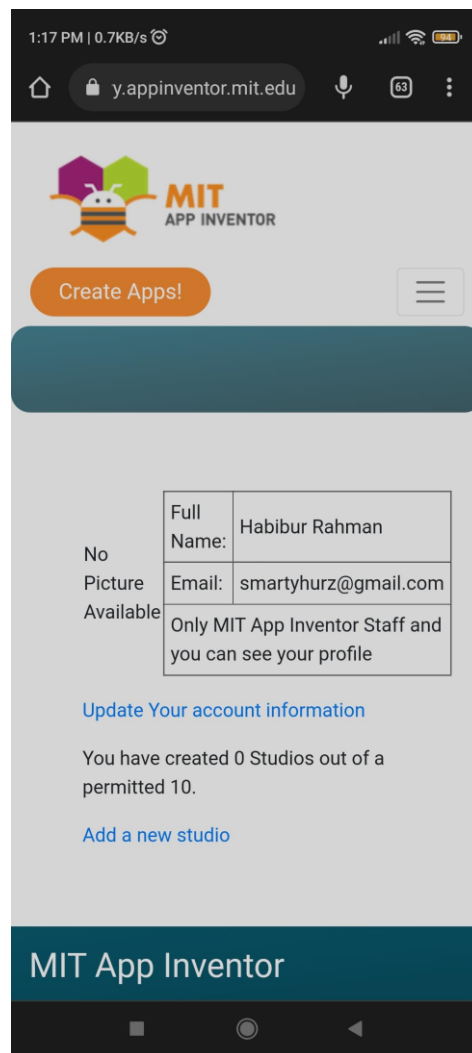 1:17 PM | 0.7KB/s
94
y.appinventor.mit.edu
63
MIT
APP INVENTOR
Create Apps!
No
Picture
Available
Full
Name:
Habibur Rahman
Email:
smartyhurz@gmail.com
Only MIT App Inventor Staff and
you can see your profile
Update Your account information
You have created 0 Studios out of a
permitted 10.
Add a new studio
MIT App Inventor